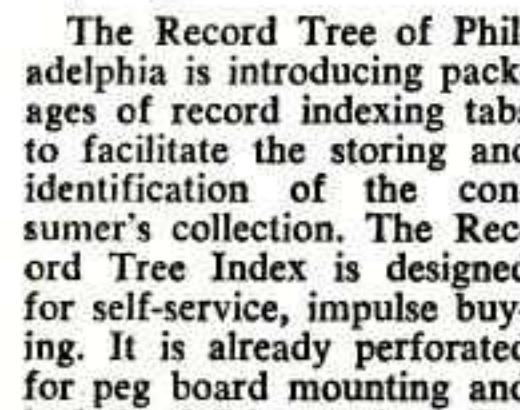 The Record Tree of Phil
adelphia is introducing pack
ages of record indexing tab
to facilitate the storing and
identification of the con
sumer's collection. The Rec
ord Tree Index is designed
for self-service, impulse buy-
ing. It is already perforated
for peg board mounting and